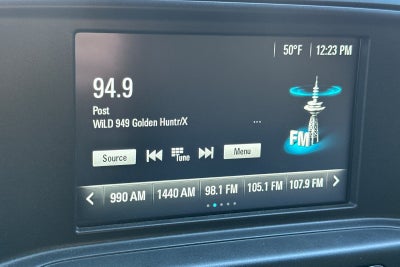 50°F 12:23 PM
94.9
Post
WiLD 949 Golden Huntr/X
...
FM
Source Tune Menu
990 AM 1440 AM 98.1 FM 105.1 FM 107.9 FM